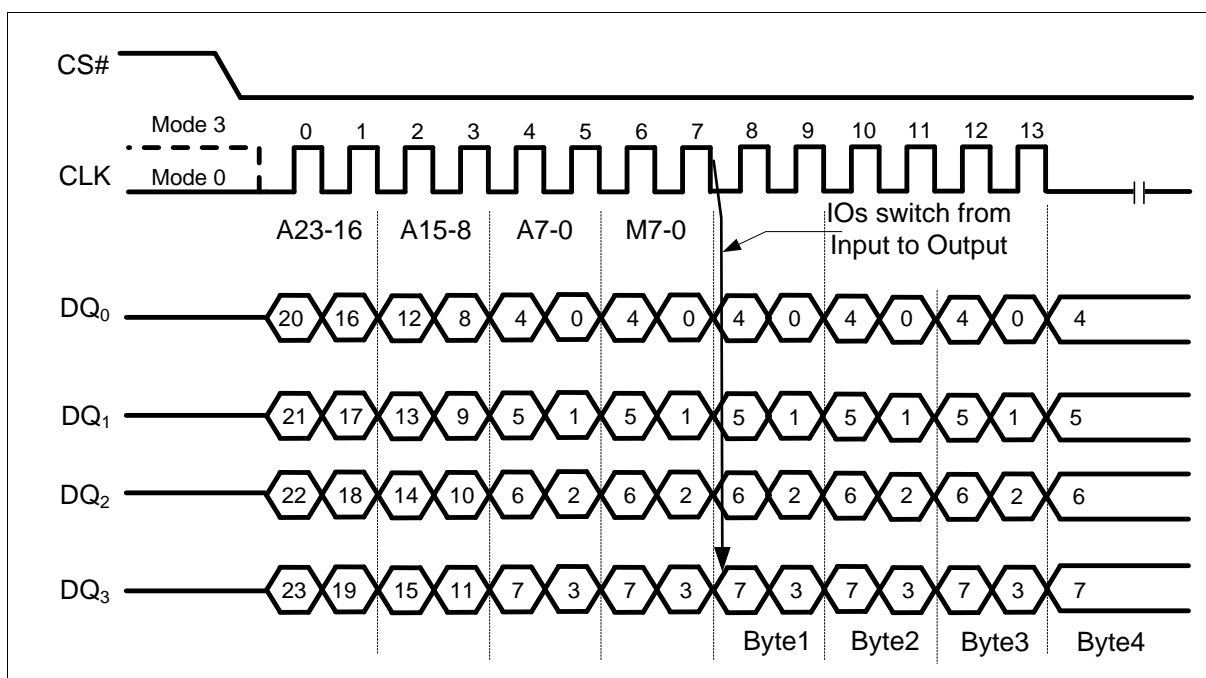 CS#
Mode 3
0 1 2 3 4 5 6 7 8 9 10 11 12 13
CLK
Mode 0
IOs switch from
Input to Output
A23-16 A15-8 A7-0 M7-0
DQ0 20 16 12 8 4 0 4 0 4 0 4 0 4 0 4
DQ1 21 17 13 9 5 1 5 1 5 1 5 1 5 1 5
DQ2 22 18 14 10 6 2 6 2 6 2 6 2 6 2 6
DQ3 23 19 15 11 7 3 7 3 7 3 7 3 7 3 7
Byte1 Byte2 Byte3 Byte4